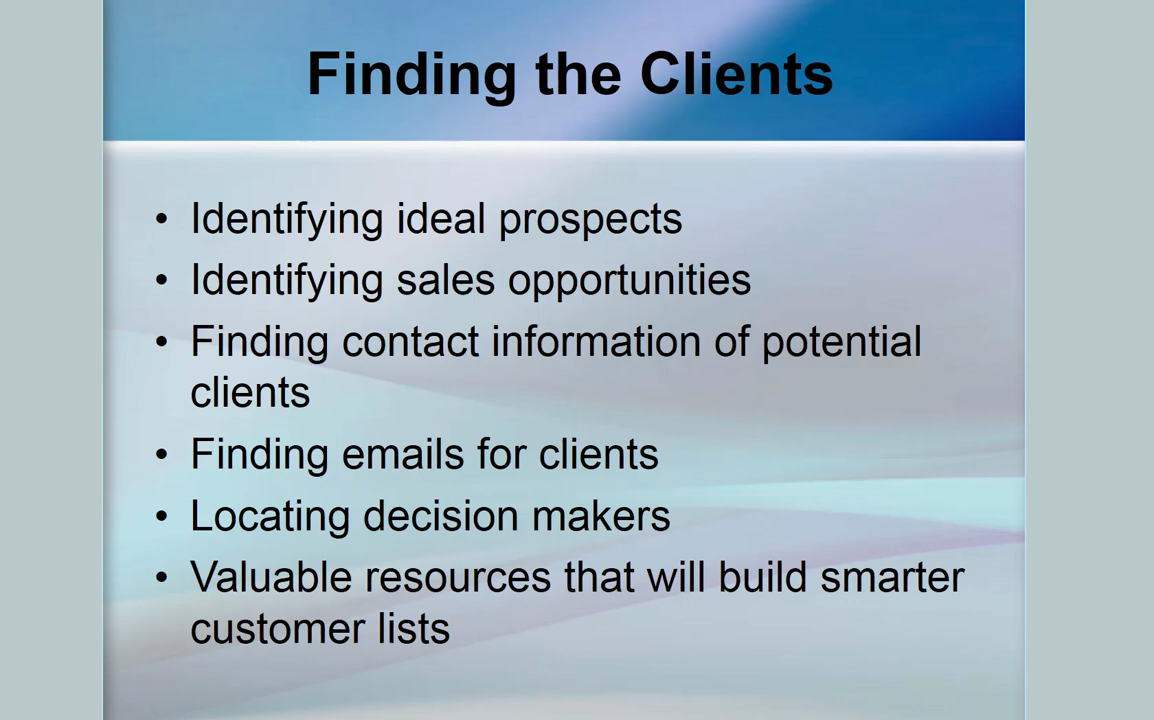 Finding the Clients
• Identifying ideal prospects
• Identifying sales opportunities
• Finding contact information of potential
clients
• Finding emails for clients
• Locating decision makers
• Valuable resources that will build smarter
customer lists